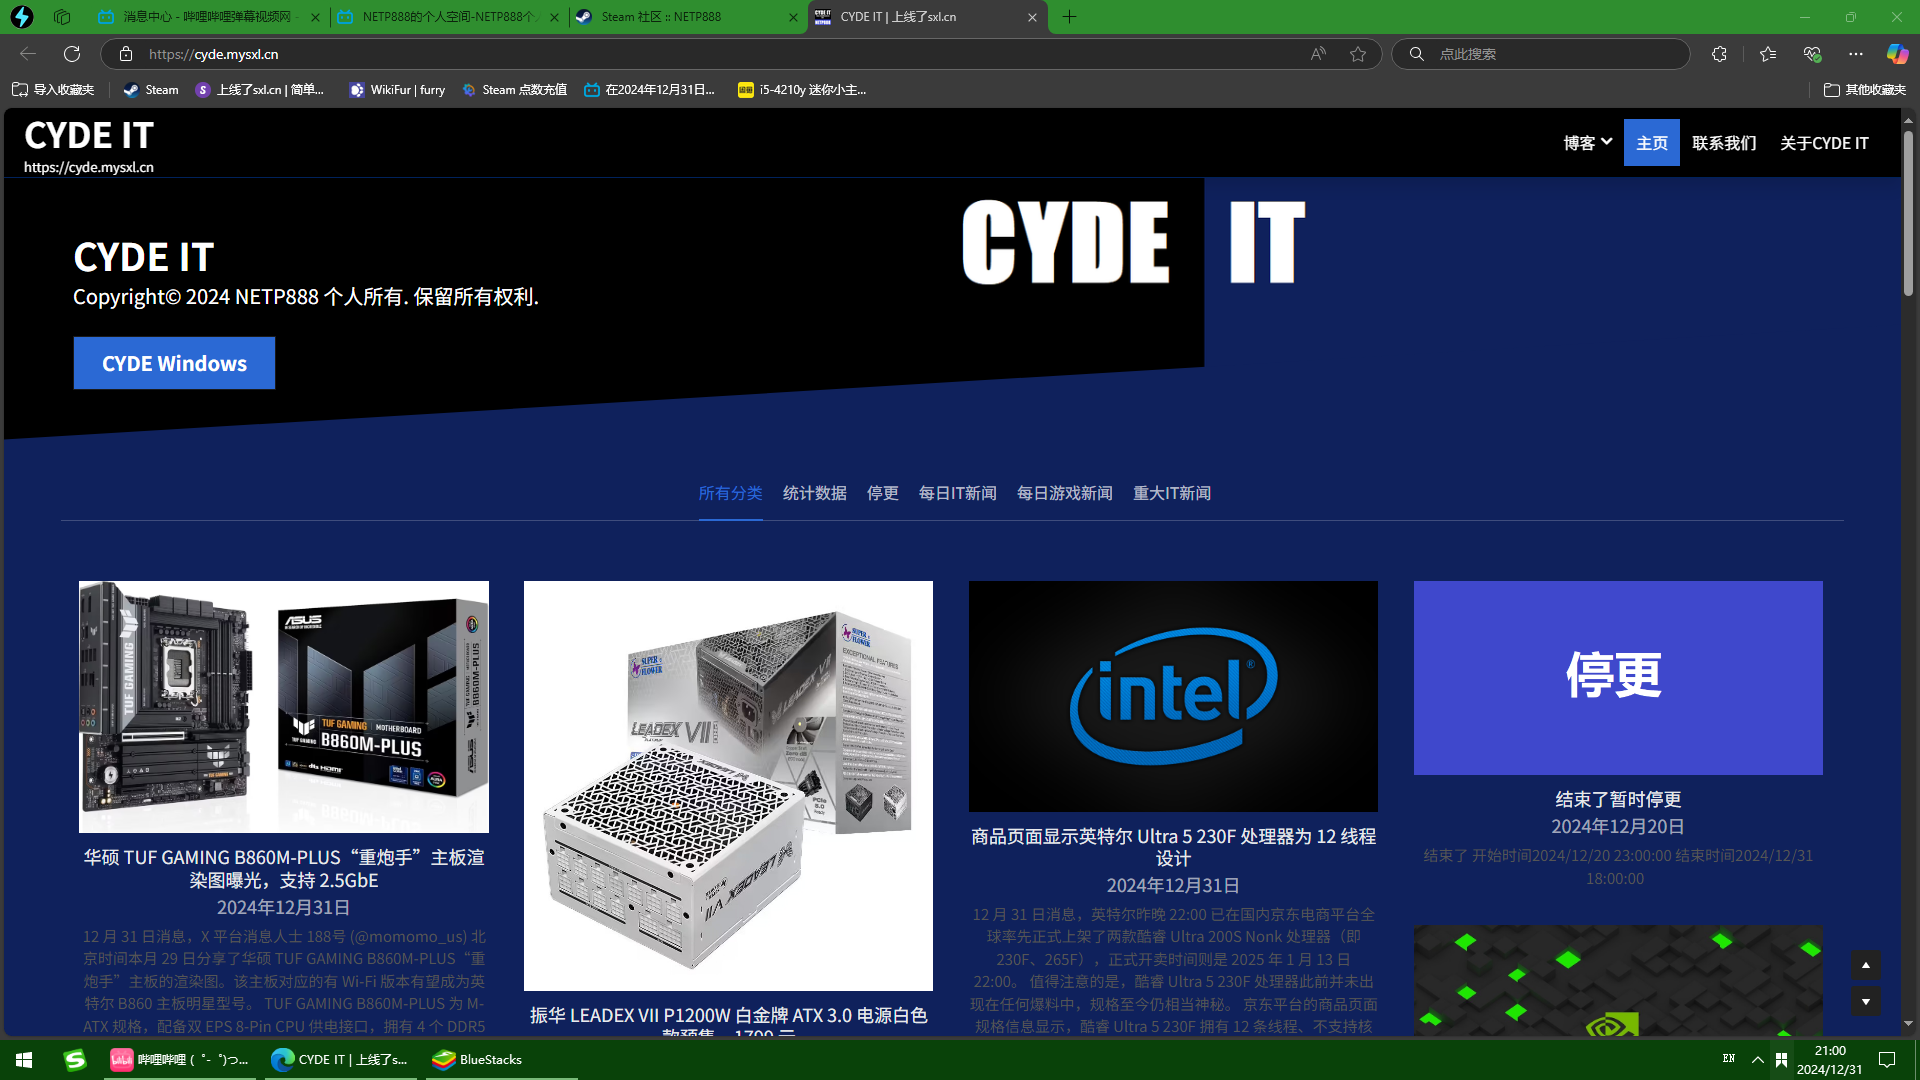 消息中心 - 哔哩哔哩弹幕视频网 -
NETP888的个人空间-NETP888个人
Steam 社区 :: NETP888
CYDE IT | 上线了sxl.cn
https://cyde.mysxl.cn
点此搜索
导入收藏夹
Steam
上线了sxl.cn | 简单...
WikiFur | furry
Steam 点数充值
在2024年12月31日...
i5-4210y 迷你小主...
其他收藏夹
CYDE IT
https://cyde.mysxl.cn
博客
主页
联系我们
关于CYDE IT
CYDE IT
CYDE IT
Copyright© 2024 NETP888 个人所有. 保留所有权利.
CYDE Windows
所有分类
统计数据
停更
每日IT新闻
每日游戏新闻
重大IT新闻
ASUS
TUF GAMING
TUF GAMING MOTHERBOARD
B860M-PLUS
HDMI
华硕 TUF GAMING B860M-PLUS“重炮手”主板渲
染图曝光，支持 2.5GbE
2024年12月31日
12 月 31 日消息，X 平台消息人士 188号 (@momomo_us) 北
京时间本月 29 日分享了华硕 TUF GAMING B860M-PLUS“重
炮手”主板的渲染图。该主板对应的有 Wi-Fi 版本有望成为英
特尔 B860 主板明星型号。 TUF GAMING B860M-PLUS 为 M-
ATX 规格，配备双 EPS 8-Pin CPU 供电接口，拥有 4 个 DDR5
SUPER FLOWER
EXCEPTIONAL FEATURES
LEADEX VII
LEADEX VII
振华 LEADEX VII P1200W 白金牌 ATX 3.0 电源白色
款预售，1799 元
intel
商品页面显示英特尔 Ultra 5 230F 处理器为 12 线程
设计
2024年12月31日
12 月 31 日消息，英特尔昨晚 22:00 已在国内京东电商平台全
球率先正式上架了两款酷睿 Ultra 200S Nonk 处理器（即
230F、265F），正式开卖时间则是 2025 年 1 月 13 日
22:00。 值得注意的是，酷睿 Ultra 5 230F 处理器此前并未出
现在任何爆料中，规格至今仍相当神秘。 京东平台的商品页面
规格信息显示，酷睿 Ultra 5 230F 拥有 12 条线程、不支持核
停更
结束了暂时停更
2024年12月20日
结束了 开始时间2024/12/20 23:00:00 结束时间2024/12/31
18:00:00
哔哩哔哩 ( ゜- ゜)つ...
CYDE IT | 上线了s...
BlueStacks
EN
21:00
2024/12/31